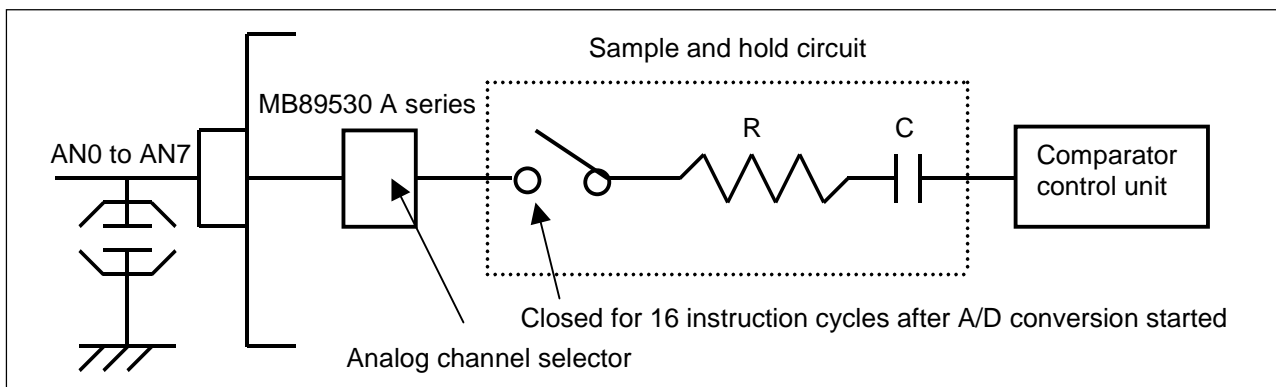 Sample and hold circuit
MB89530 A series
AN0 to AN7
R
C
Comparator
control unit
Closed for 16 instruction cycles after A/D conversion started
Analog channel selector